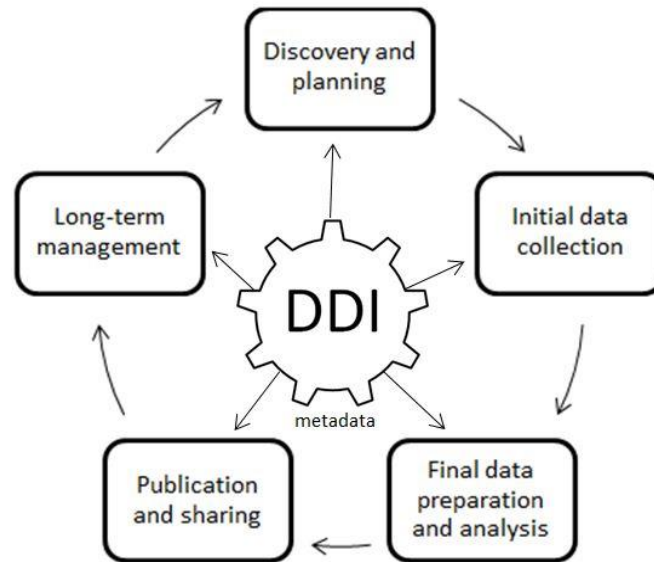 Discovery and
planning
Long-term
management
Initial data
collection
DDI
metadata
Publication
and sharing
Final data
preparation
and analysis